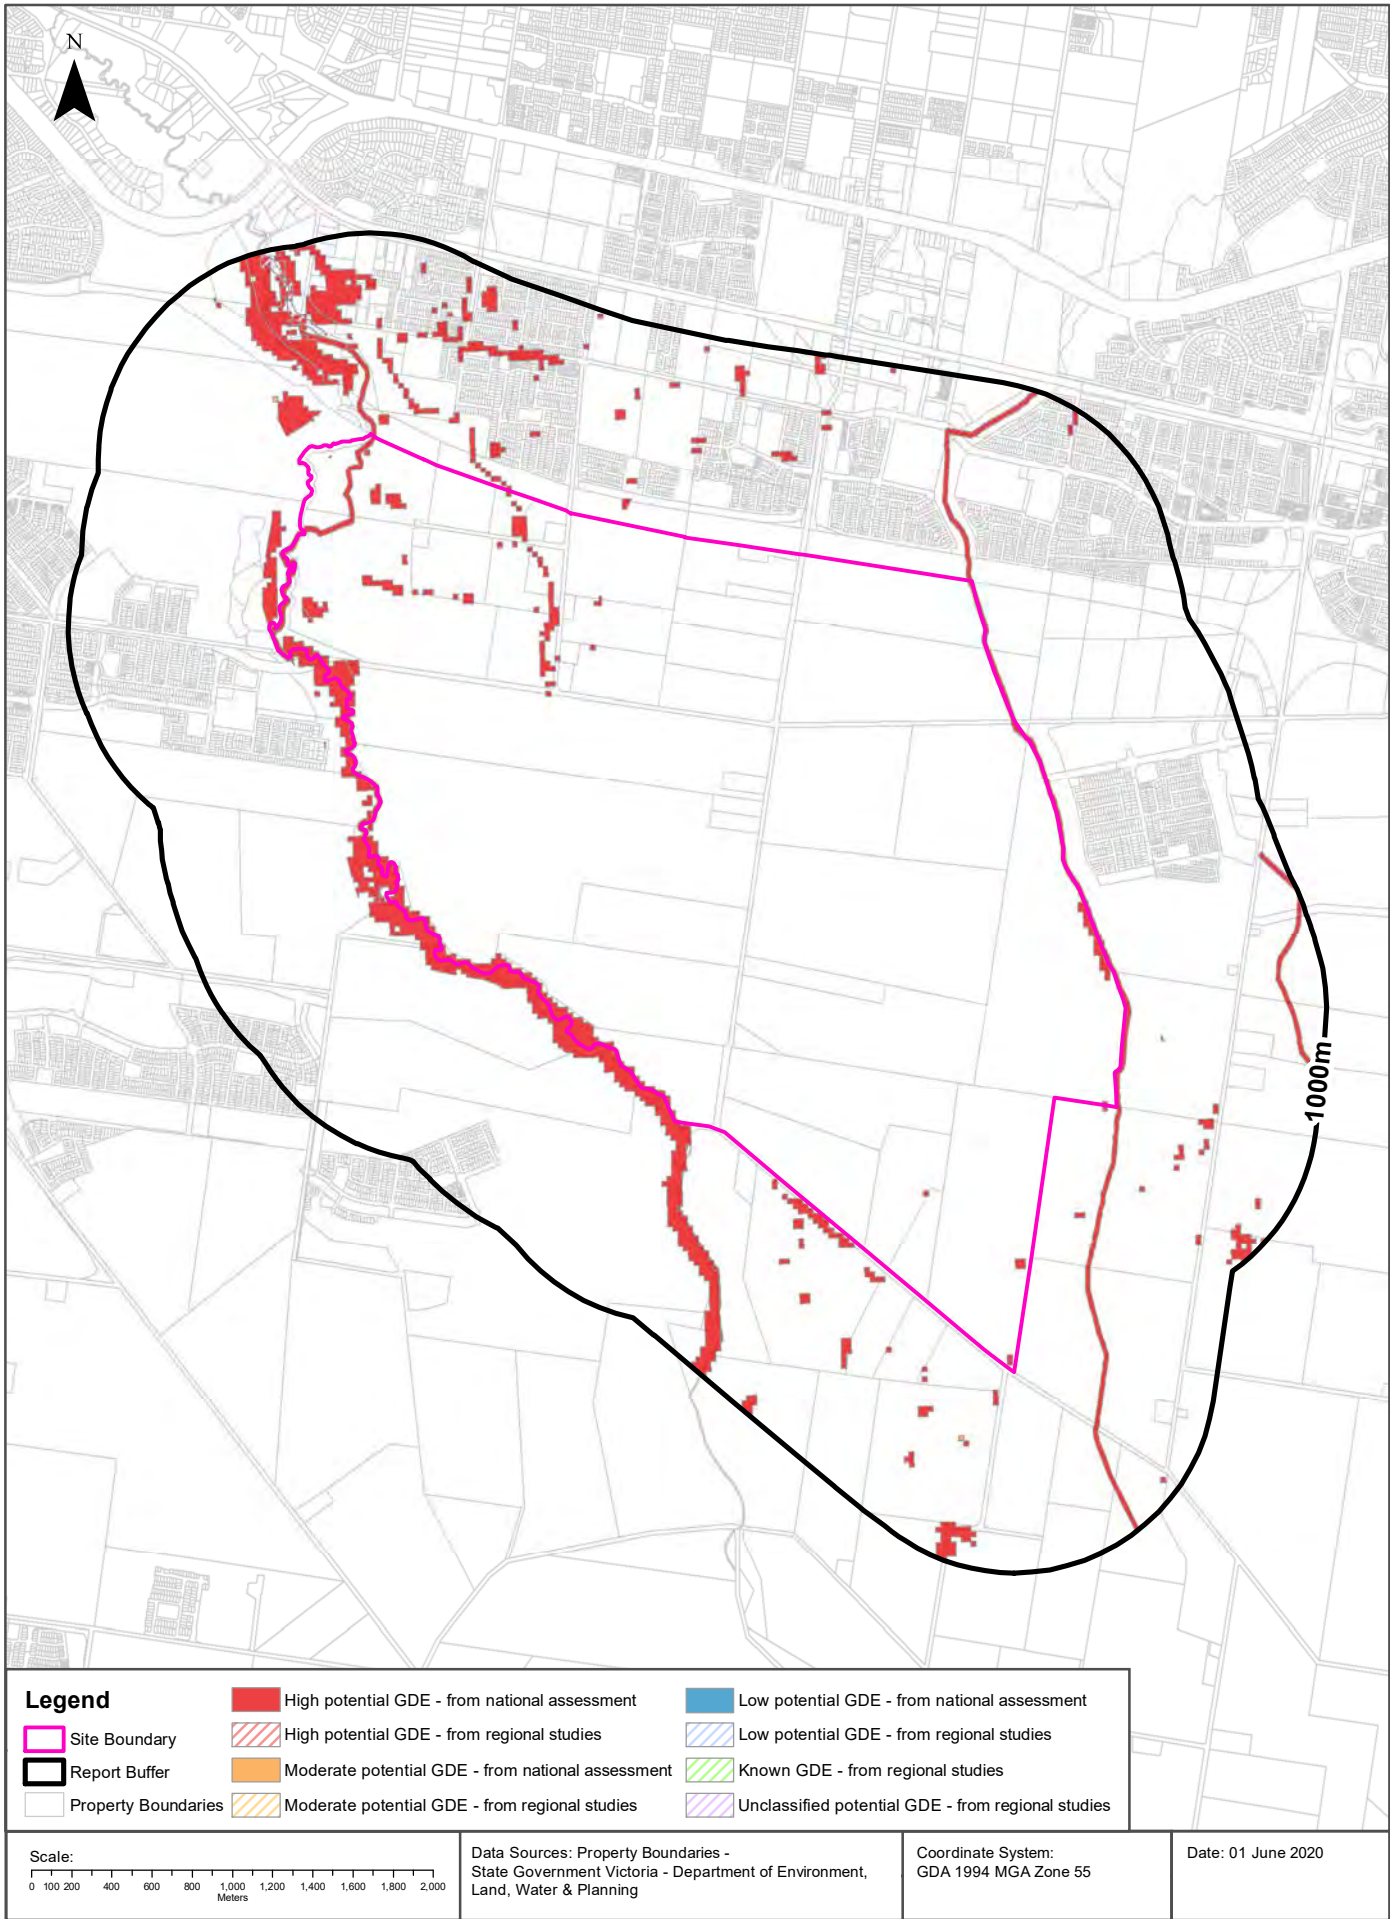 N
1000m
Legend
Site Boundary
Report Buffer
Property Boundaries
High potential GDE - from national assessment
High potential GDE - from regional studies
Moderate potential GDE - from national assessment
Moderate potential GDE - from regional studies
Low potential GDE - from national assessment
Low potential GDE - from regional studies
Known GDE - from regional studies
Unclassified potential GDE - from regional studies
Scale:
0 100 200 400 600 800 1,000 1,200 1,400 1,600 1,800 2,000
Meters
Data Sources: Property Boundaries -
State Government Victoria - Department of Environment,
Land, Water & Planning
Coordinate System:
GDA 1994 MGA Zone 55
Date: 01 June 2020